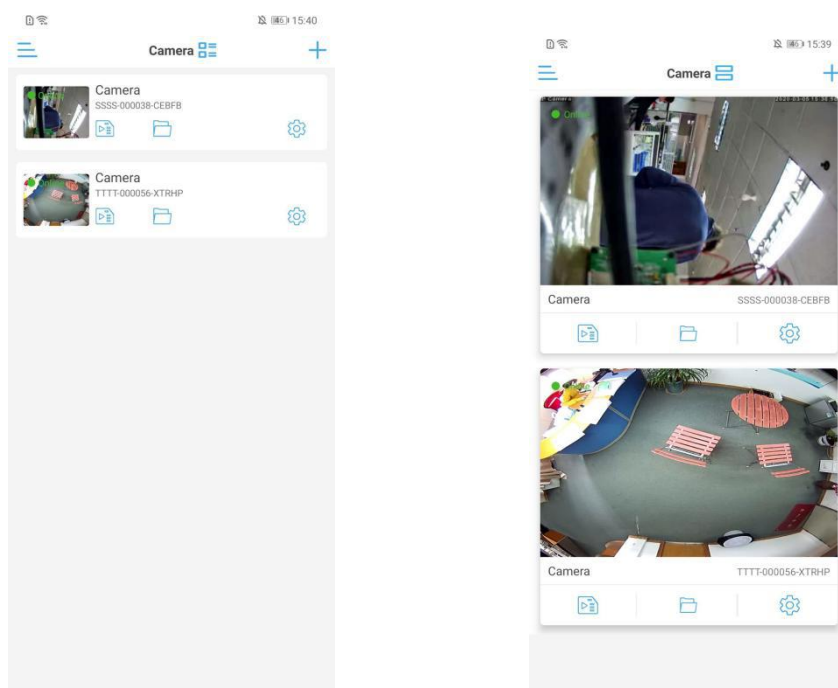 15:40
Camera
Camera
SSSS-000038-CEBFB
Camera
TTTT-000056-XTRHP
15:39
Camera
Camera
SSSS-000038-CEBFB
Camera
TTTT-000056-XTRHP